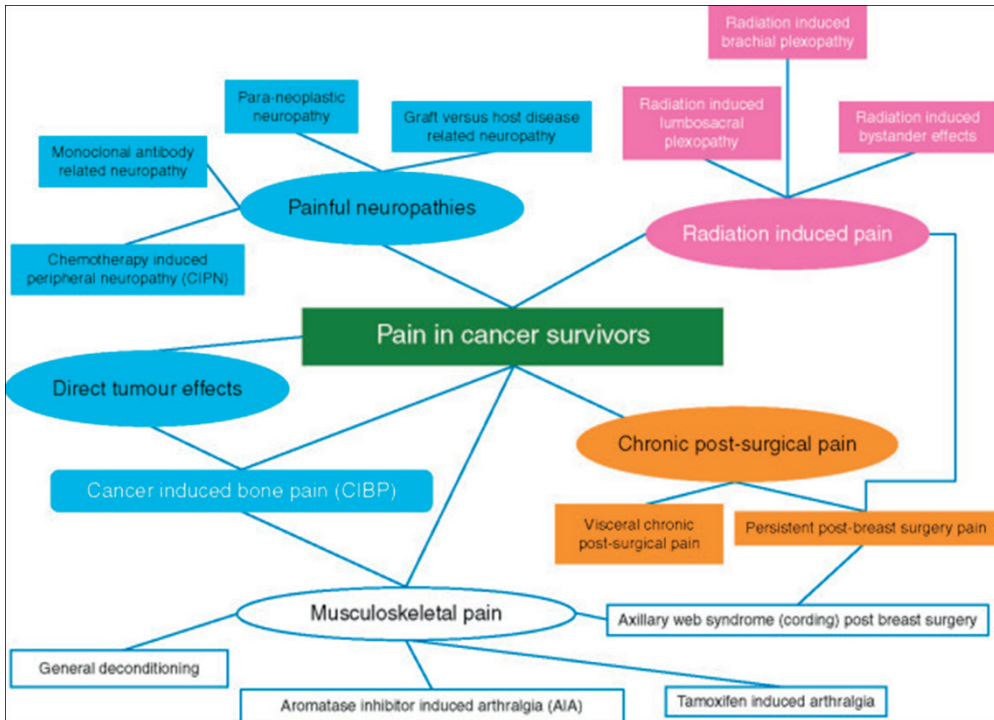 Radiation induced
brachial plexopathy
Para-neoplastic
neuropathy
Graft versus host disease
related neuropathy
Radiation induced
lumbosacral
plexopathy
Radiation induced
bystander effects
Monoclonal antibody
related neuropathy
Painful neuropathies
Radiation induced pain
Chemotherapy induced
peripheral neuropathy (CIPN)
Pain in cancer survivors
Direct tumour effects
Chronic post-surgical pain
Cancer induced bone pain (CIBP)
Visceral chronic
post-surgical pain
Persistent post-breast surgery pain
Musculoskeletal pain
Axillary web syndrome (cording) post breast surgery
General deconditioning
Aromatase inhibitor induced arthralgia (AIA)
Tamoxifen induced arthralgia